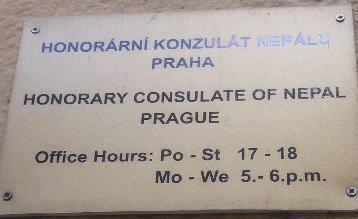 HONORÁRNÍ KONZULÁT NEPÁLU
PRAHA
HONORARY CONSULATE OF NEPAL
PRAGUE
Office Hours: Po - St 17 - 18
Mo - We 5.- 6.p.m.